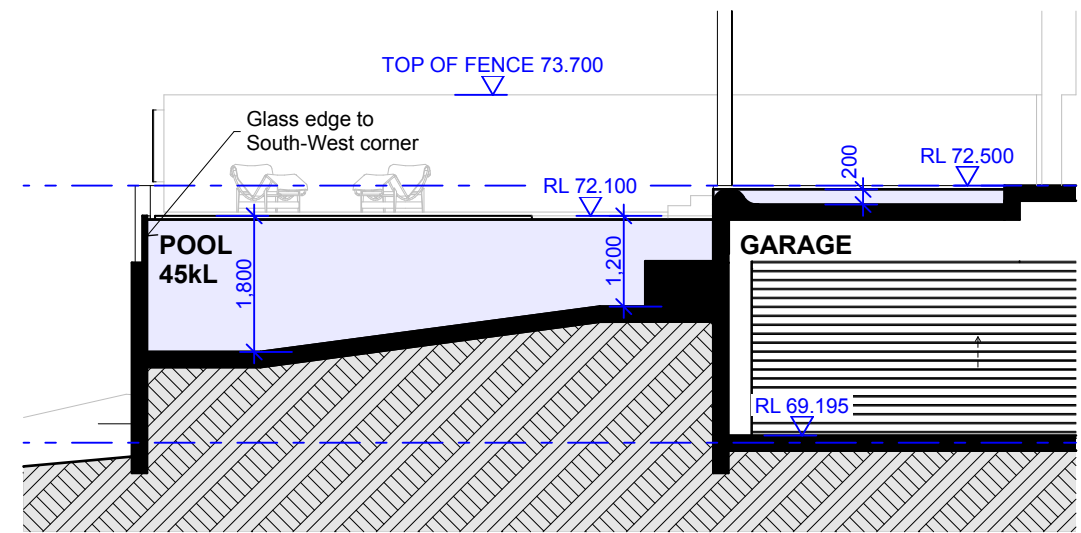 TOP OF FENCE 73.700
Glass edge to
South-West corner
200
RL 72.500
RL 72.100
POOL
45kL
1,800
1,200
GARAGE
RL 69.195